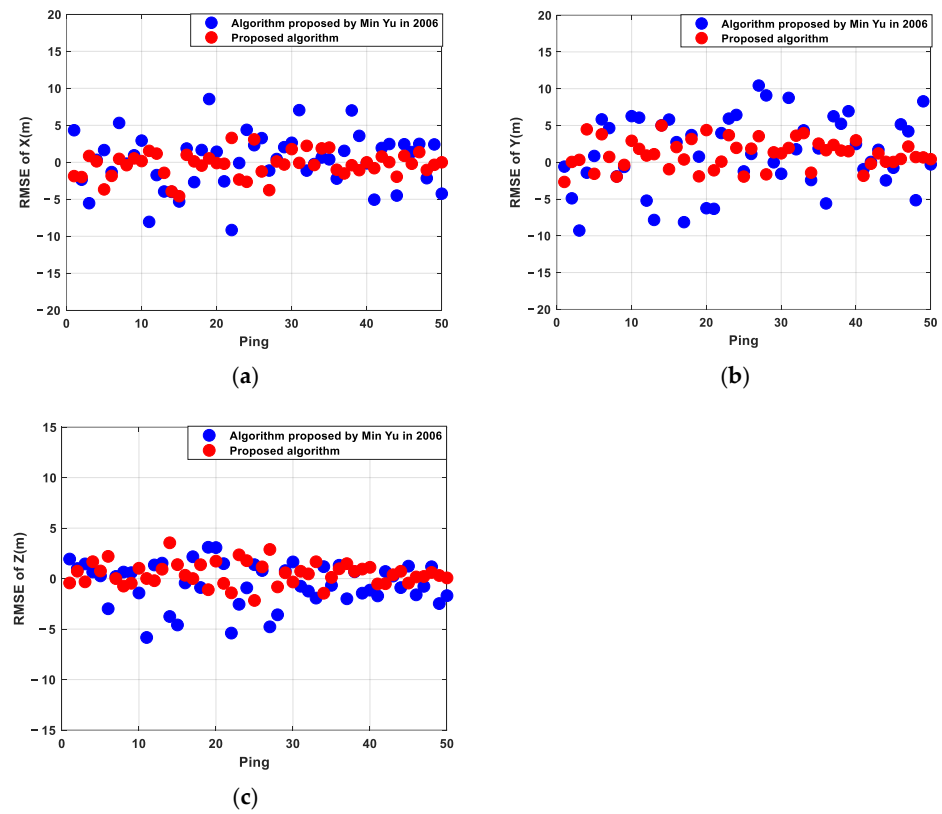 20
15
10
5
0
−5
−10
−15
−20
RMSE of X(m)
Algorithm proposed by Min Yu in 2006
Proposed algorithm
0 10 20 30 40 50
Ping
(a)
20
15
10
5
0
−5
−10
−15
−20
RMSE of Y(m)
Algorithm proposed by Min Yu in 2006
Proposed algorithm
0 10 20 30 40 50
Ping
(b)
15
10
5
0
−5
−10
−15
RMSE of Z(m)
Algorithm proposed by Min Yu in 2006
Proposed algorithm
0 10 20 30 40 50
Ping
(c)